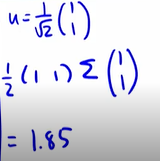 u = 1/√2 (1 1)
1/2 (1 1) Σ (1 1)
= 1.85